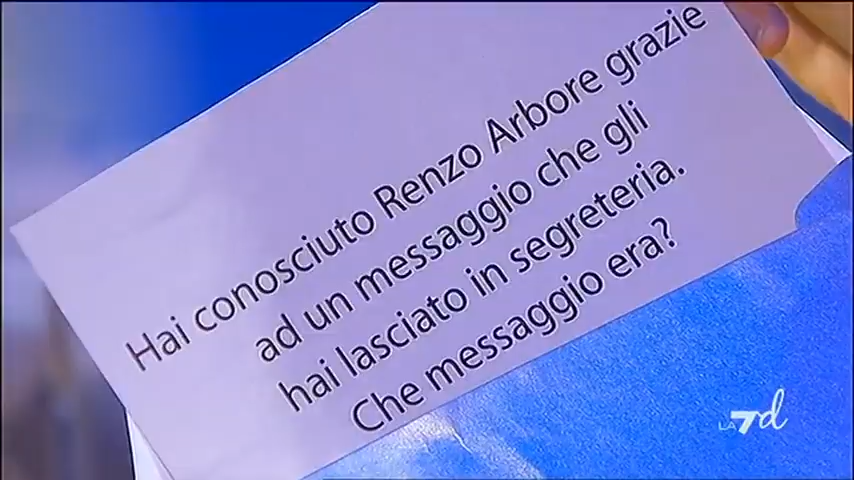 Hai conosciuto Renzo Arbore grazie
ad un messaggio che gli
hai lasciato in segreteria.
Che messaggio era?
LA7d